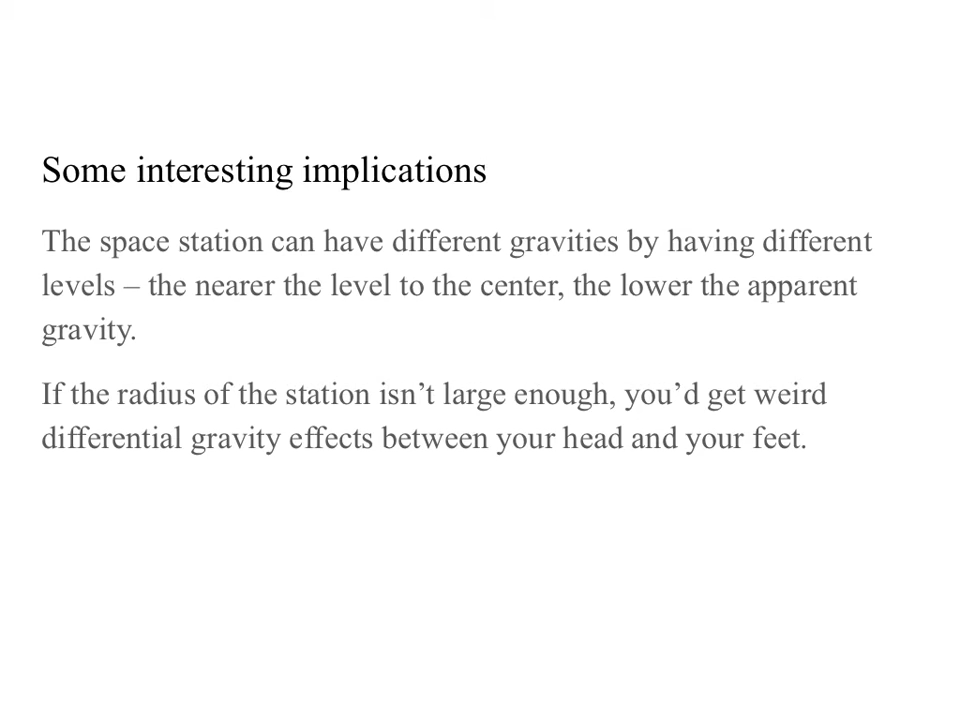 Some interesting implications
The space station can have different gravities by having different
levels – the nearer the level to the center, the lower the apparent
gravity.
If the radius of the station isn’t large enough, you’d get weird
differential gravity effects between your head and your feet.